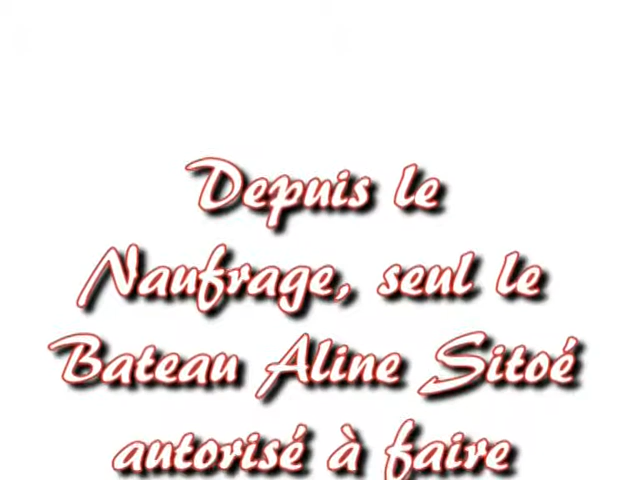 Depuis le
Naufrage, seul le
Bateau Aline Sitoé
autorisé à faire